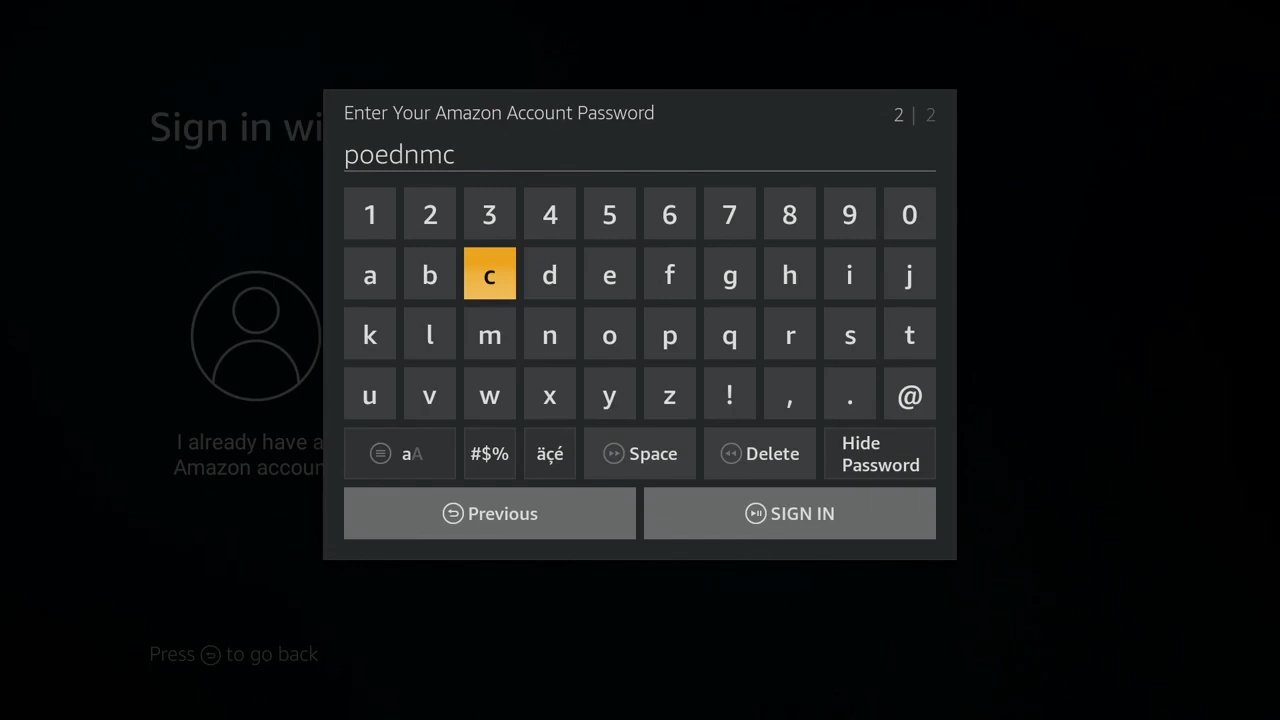 Enter Your Amazon Account Password
2 | 2
Sign in wi
poednmc
1 2 3 4 5 6 7 8 9 0
a b c d e f g h i j
k l m n o p q r s t
u v w x y z ! , . @
aA #$% äçé Space Delete Hide Password
I already have a
Amazon accoun
Previous SIGN IN
Press to go back